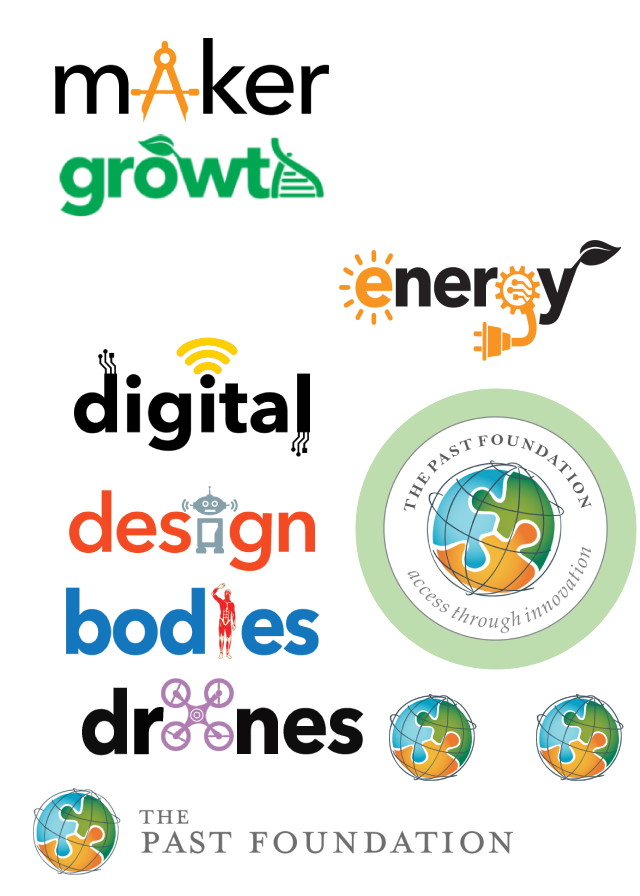 maker
growth
energy
digital
THE PAST FOUNDATION
access through innovation
design
bodies
drones
THE
PAST FOUNDATION